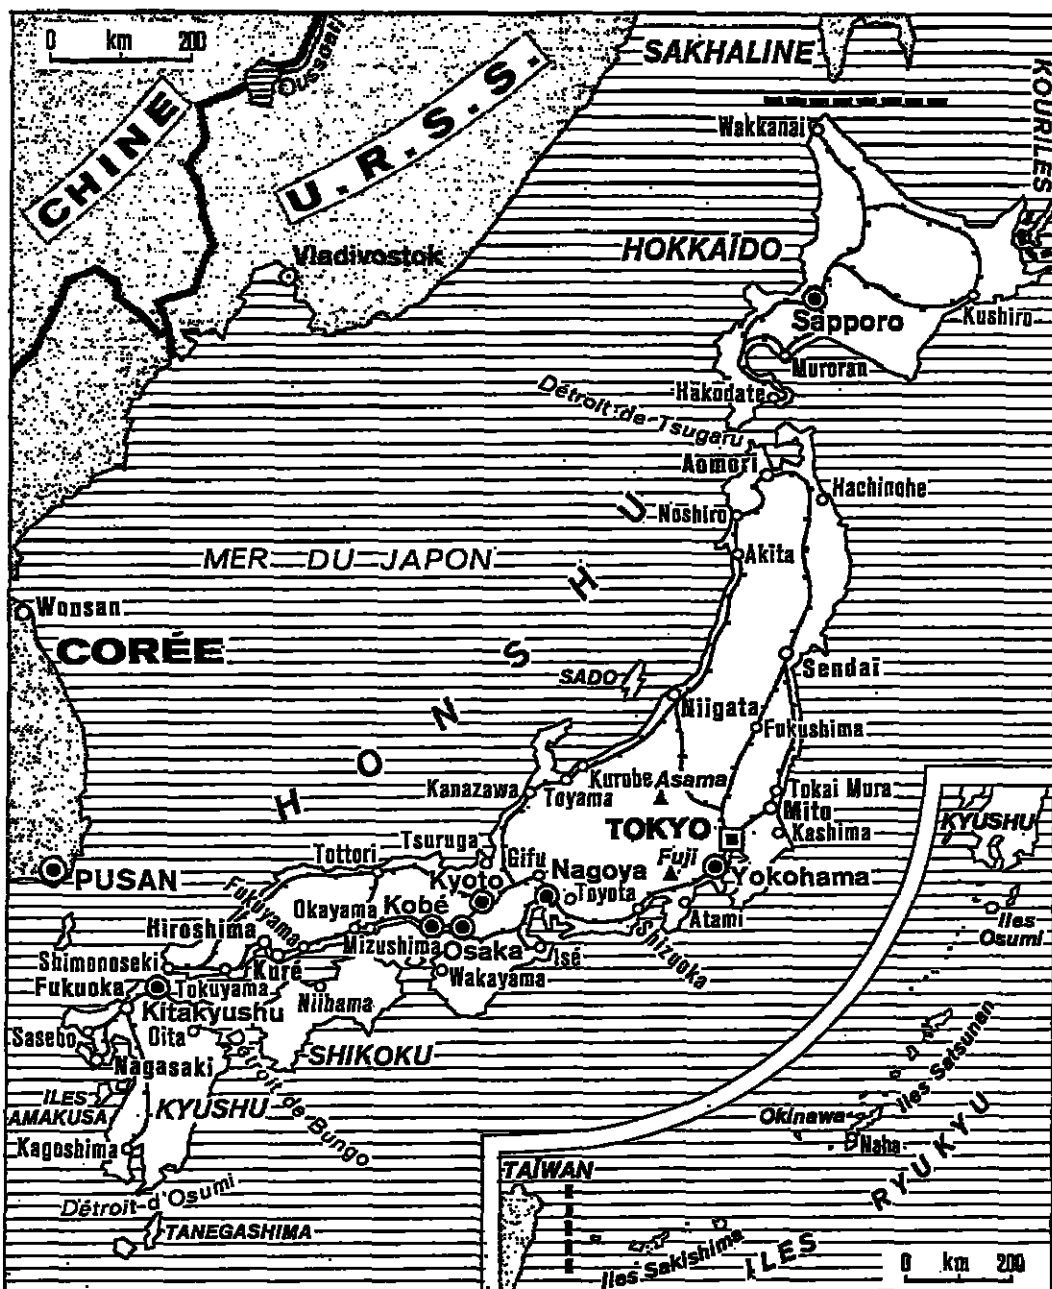 0 km 200
SAKHALINE
KOURILES
Oussouri
CHINE
U.R.S.S.
Wakkanai
Vladivostok
HOKKAÏDO
Sapporo
Kushiro
Muroran
Hakodate
Détroit-de-Tsugaru
Aomori
Hachinohe
Noshiro
Akita
MER DU JAPON
HONSHU
Wonsan
CORÉE
Sendaï
SADO
Niigata
Fukushima
Kurobe
Asama
Kanazawa
Toyama
Tokai Mura
Mito
Kashima
TOKYO
KYUSHU
Tsuruga
Tottori
Gifu
Nagoya
Fuji
Yokohama
PUSAN
Kyoto
Toyota
Fukuyama
Okayama
Kobé
Atami
Iles
Osumi
Hiroshima
Mizushima
Osaka
Isé
Shizuoka
Shimonoseki
Kuré
Wakayama
Fukuoka
Tokuyama
Niihama
Kitakyushu
Sasebo
Oita
Nagasaki
SHIKOKU
Détroit-de-Bungo
Iles Satsunan
ILES
AMAKUSA
KYUSHU
Okinawa
Naha
Kagoshima
RYUKYU
Détroit-d'Osumi
TAÏWAN
TANEGASHIMA
Iles Sakishima
ILES
0 km 200